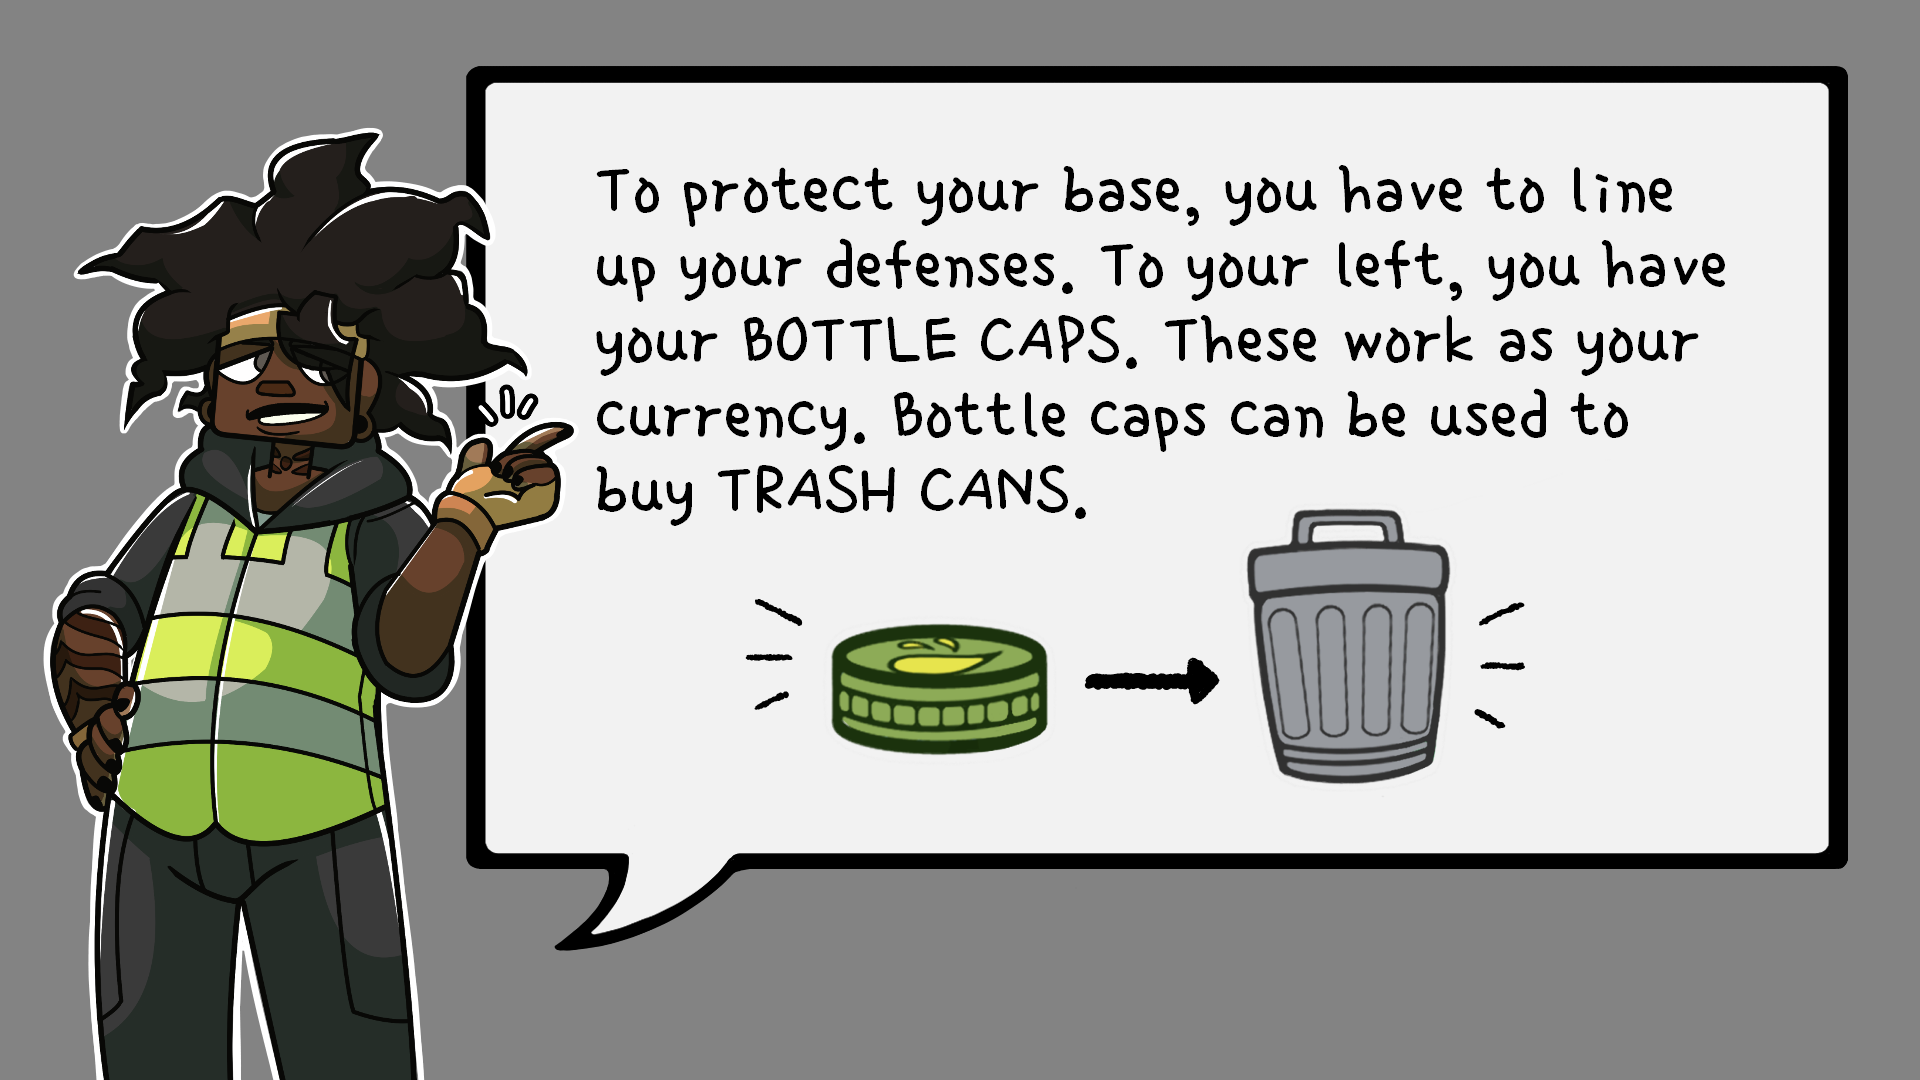 To protect your base, you have to line
up your defenses. To your left, you have
your BOTTLE CAPS. These work as your
currency. Bottle caps can be used to
buy TRASH CANS.